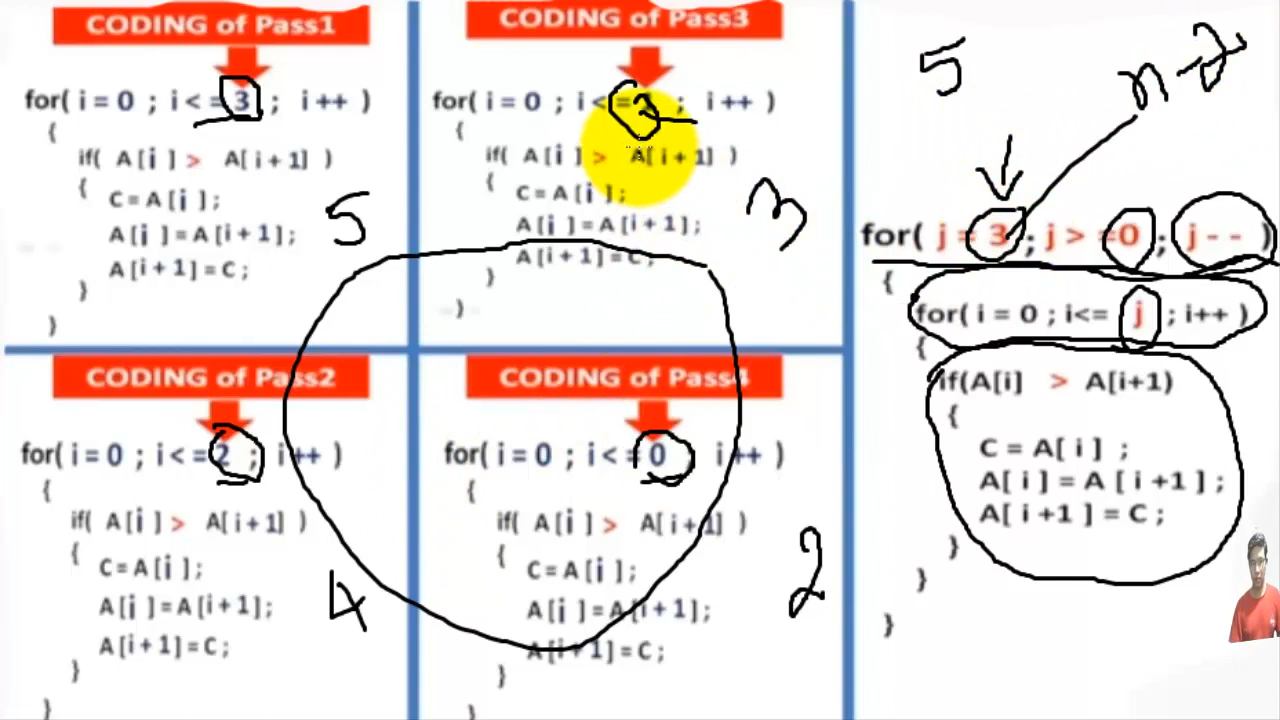 CODING of Pass1
for( i = 0 ; i < = 3 ; i ++ )
{
if( A[i ] > A[ i + 1] )
{
C = A [i ];
A[i ] = A[i + 1];
A[i + 1] = C ;
}
}
5
CODING of Pass3
for( i = 0 ; i < = ; i ++ )
{
if( A[i ] > A[ i + 1] )
{
C = A [i ];
A[i ] = A[i + 1];
A[i + 1] = C ;
}
)
3
CODING of Pass2
for( i = 0 ; i < = 2 ; i ++ )
{
if( A[i ] > A[ i + 1] )
{
C = A[i ];
A[i ] = A[i + 1];
A[i + 1] = C ;
}
}
4
CODING of Pass4
for( i = 0 ; i < = 0 ; i ++ )
{
if( A[i ] > A[ i + 1] )
{
C = A[i ];
A[i ] = A[i + 1];
A[i + 1] = C ;
}
}
2
5
n-2
for( j = 3 ; j > =0 ; j - - )
{
for( i = 0 ; i<= j ; i++ )
{
if(A[i] > A[i+1)
{
C = A[ i ] ;
A[ i ] = A [ i +1 ] ;
A[ i +1 ] = C ;
}
}
}